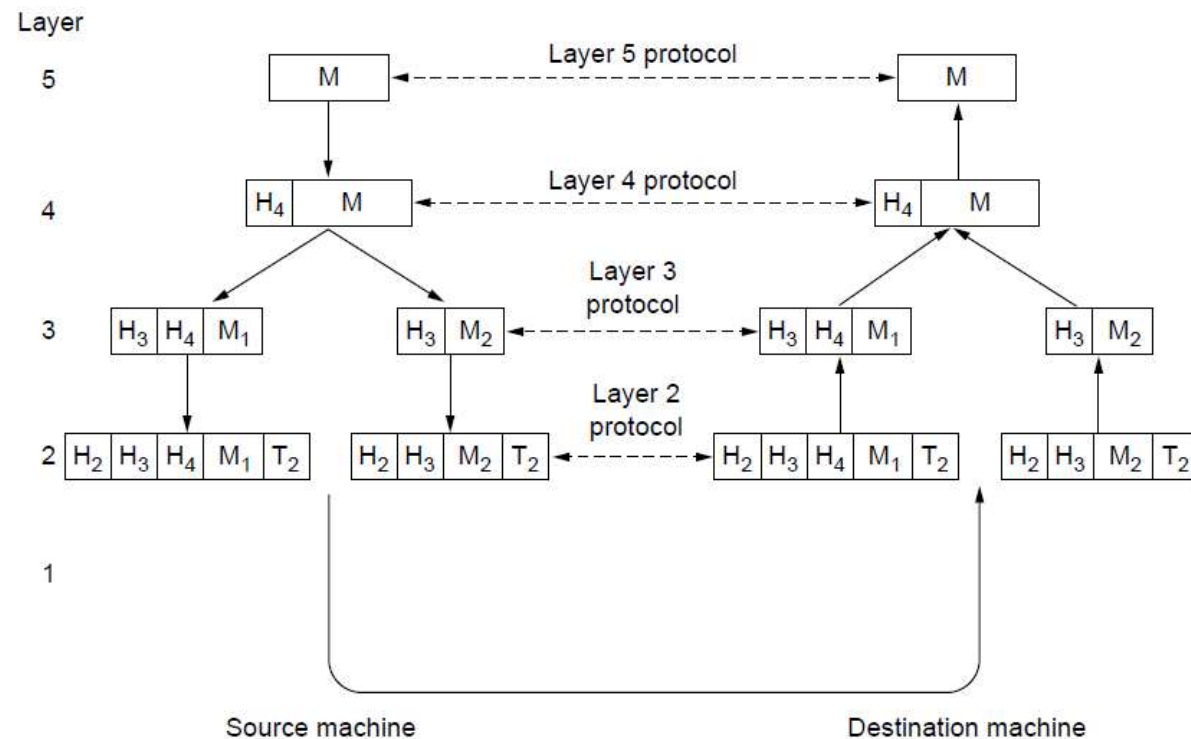 Layer
5 M Layer 5 protocol M
4 H4 M Layer 4 protocol H4 M
Layer 3
protocol
3 H3 H4 M1 H3 M2 H3 H4 M1 H3 M2
Layer 2
protocol
2 H2 H3 H4 M1 T2 H2 H3 M2 T2 H2 H3 H4 M1 T2 H2 H3 M2 T2
1
Source machine Destination machine